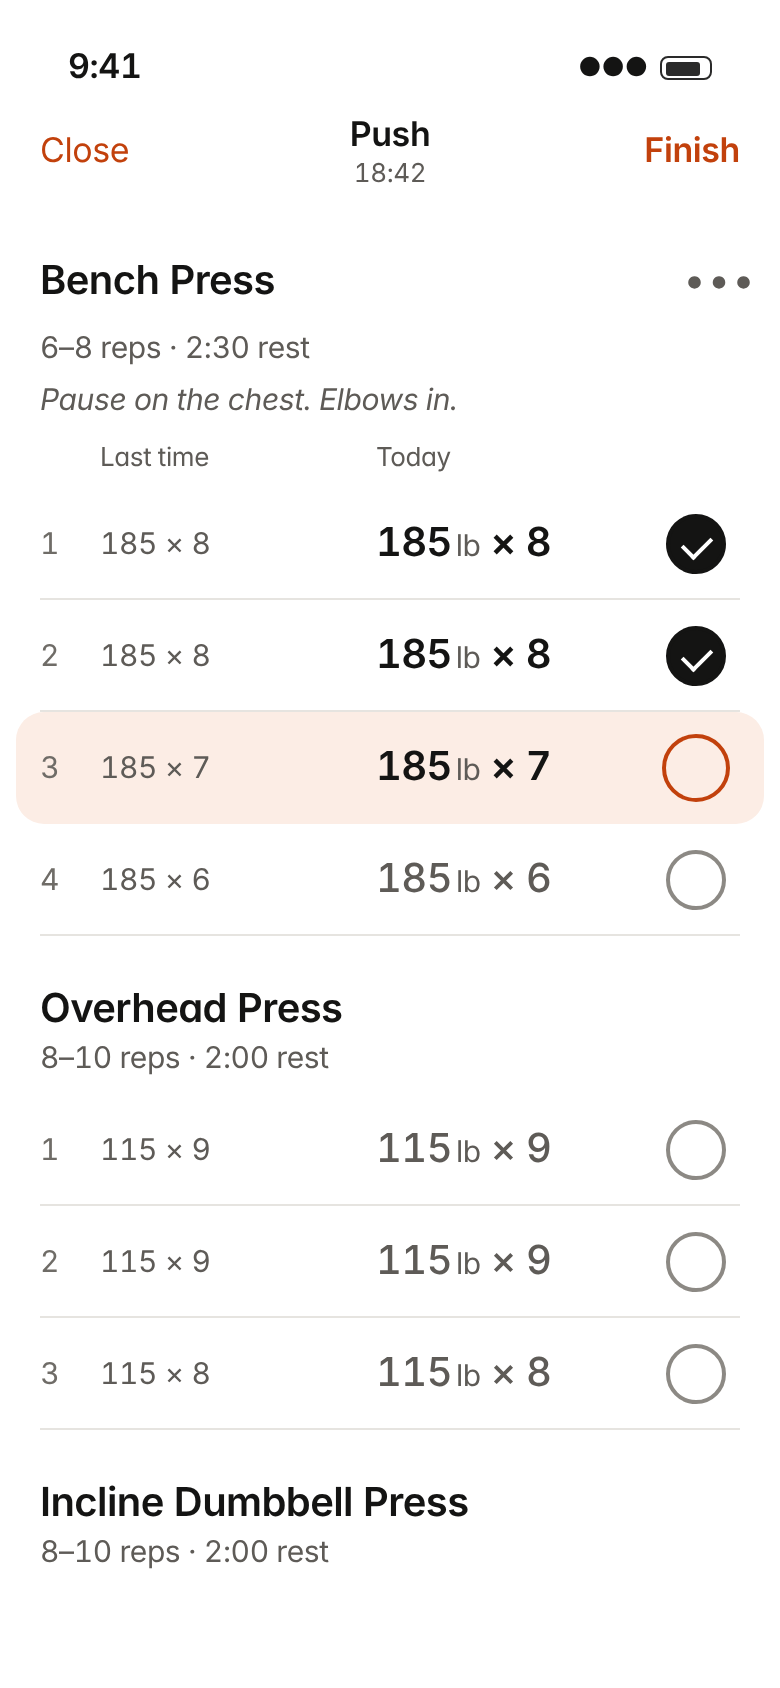 9:41
Close
Push
Finish
18:42
Bench Press
6–8 reps · 2:30 rest
Pause on the chest. Elbows in.
Last time Today
1 185 × 8 185 lb × 8
2 185 × 8 185 lb × 8
3 185 × 7 185 lb × 7
4 185 × 6 185 lb × 6
Overhead Press
8–10 reps · 2:00 rest
1 115 × 9 115 lb × 9
2 115 × 9 115 lb × 9
3 115 × 8 115 lb × 8
Incline Dumbbell Press
8–10 reps · 2:00 rest